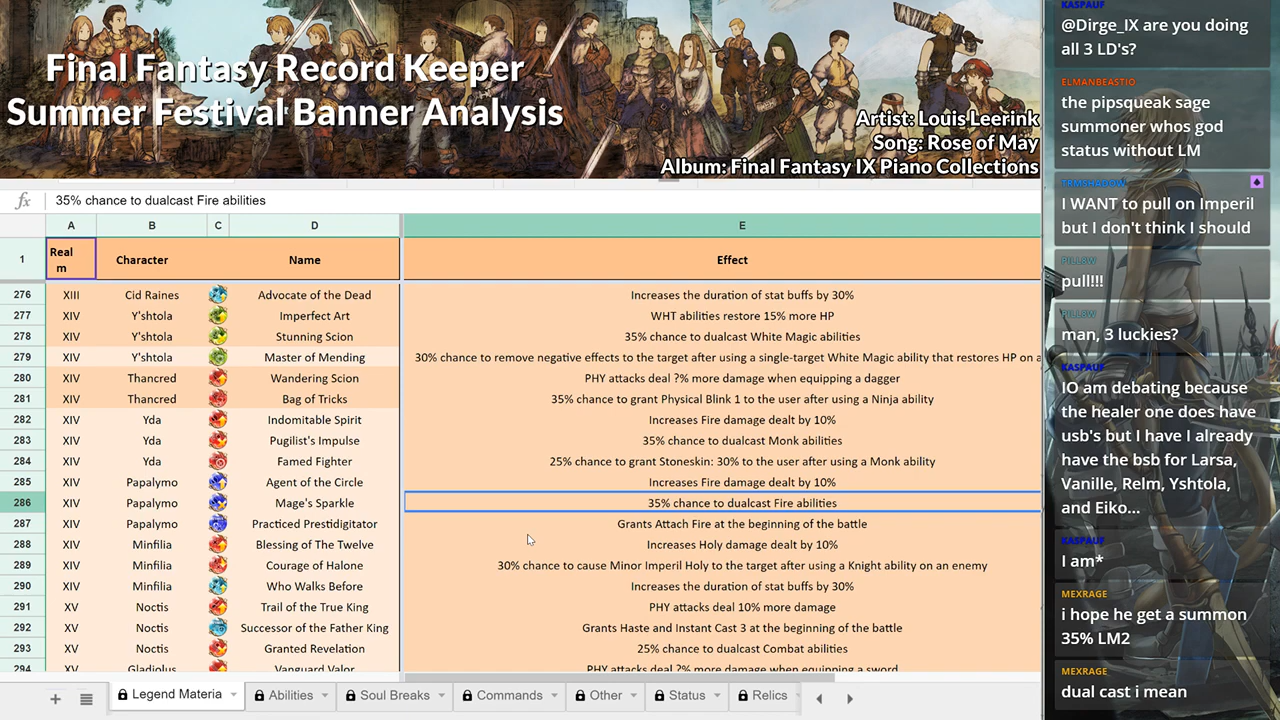 Final Fantasy Record Keeper
Summer Festival Banner Analysis
Artist: Louis Leerink
Song: Rose of May
Album: Final Fantasy IX Piano Collections
fx 35% chance to dualcast Fire abilities
A B C D E
1 Realm Character Name Effect
276 XIII Cid Raines Advocate of the Dead Increases the duration of stat buffs by 30%
277 XIV Y'shtola Imperfect Art WHT abilities restore 15% more HP
278 XIV Y'shtola Stunning Scion 35% chance to dualcast White Magic abilities
279 XIV Y'shtola Master of Mending 30% chance to remove negative effects to the target after using a single-target White Magic ability that restores HP on a
280 XIV Thancred Wandering Scion PHY attacks deal ?% more damage when equipping a dagger
281 XIV Thancred Bag of Tricks 35% chance to grant Physical Blink 1 to the user after using a Ninja ability
282 XIV Yda Indomitable Spirit Increases Fire damage dealt by 10%
283 XIV Yda Pugilist's Impulse 35% chance to dualcast Monk abilities
284 XIV Yda Famed Fighter 25% chance to grant Stoneskin: 30% to the user after using a Monk ability
285 XIV Papalymo Agent of the Circle Increases Fire damage dealt by 10%
286 XIV Papalymo Mage's Sparkle 35% chance to dualcast Fire abilities
287 XIV Papalymo Practiced Prestidigitator Grants Attach Fire at the beginning of the battle
288 XIV Minfilia Blessing of The Twelve Increases Holy damage dealt by 10%
289 XIV Minfilia Courage of Halone 30% chance to cause Minor Imperil Holy to the target after using a Knight ability on an enemy
290 XIV Minfilia Who Walks Before Increases the duration of stat buffs by 30%
291 XV Noctis Trail of the True King PHY attacks deal 10% more damage
292 XV Noctis Successor of the Father King Grants Haste and Instant Cast 3 at the beginning of the battle
293 XV Noctis Granted Revelation 25% chance to dualcast Combat abilities
294 XV Gladiolus Vanguard Valor PHY attacks deal ?% more damage when equipping a sword
Legend Materia Abilities Soul Breaks Commands Other Status Relics
KASPAUF
@Dirge_IX are you doing
all 3 LD's?
ELMANBEASTIO
the pipsqueak sage
summoner whos god
status without LM
TRMSHADOW
I WANT to pull on Imperil
but I don't think I should
PILL0W
pull!!!
PILL0W
man, 3 luckies?
KASPAUF
IO am debating because
the healer one does have
usb's but I have I already
have the bsb for Larsa,
Vanille, Relm, Yshtola,
and Eiko...
KASPAUF
I am*
MEXRAGE
i hope he get a summon
35% LM2
MEXRAGE
dual cast i mean